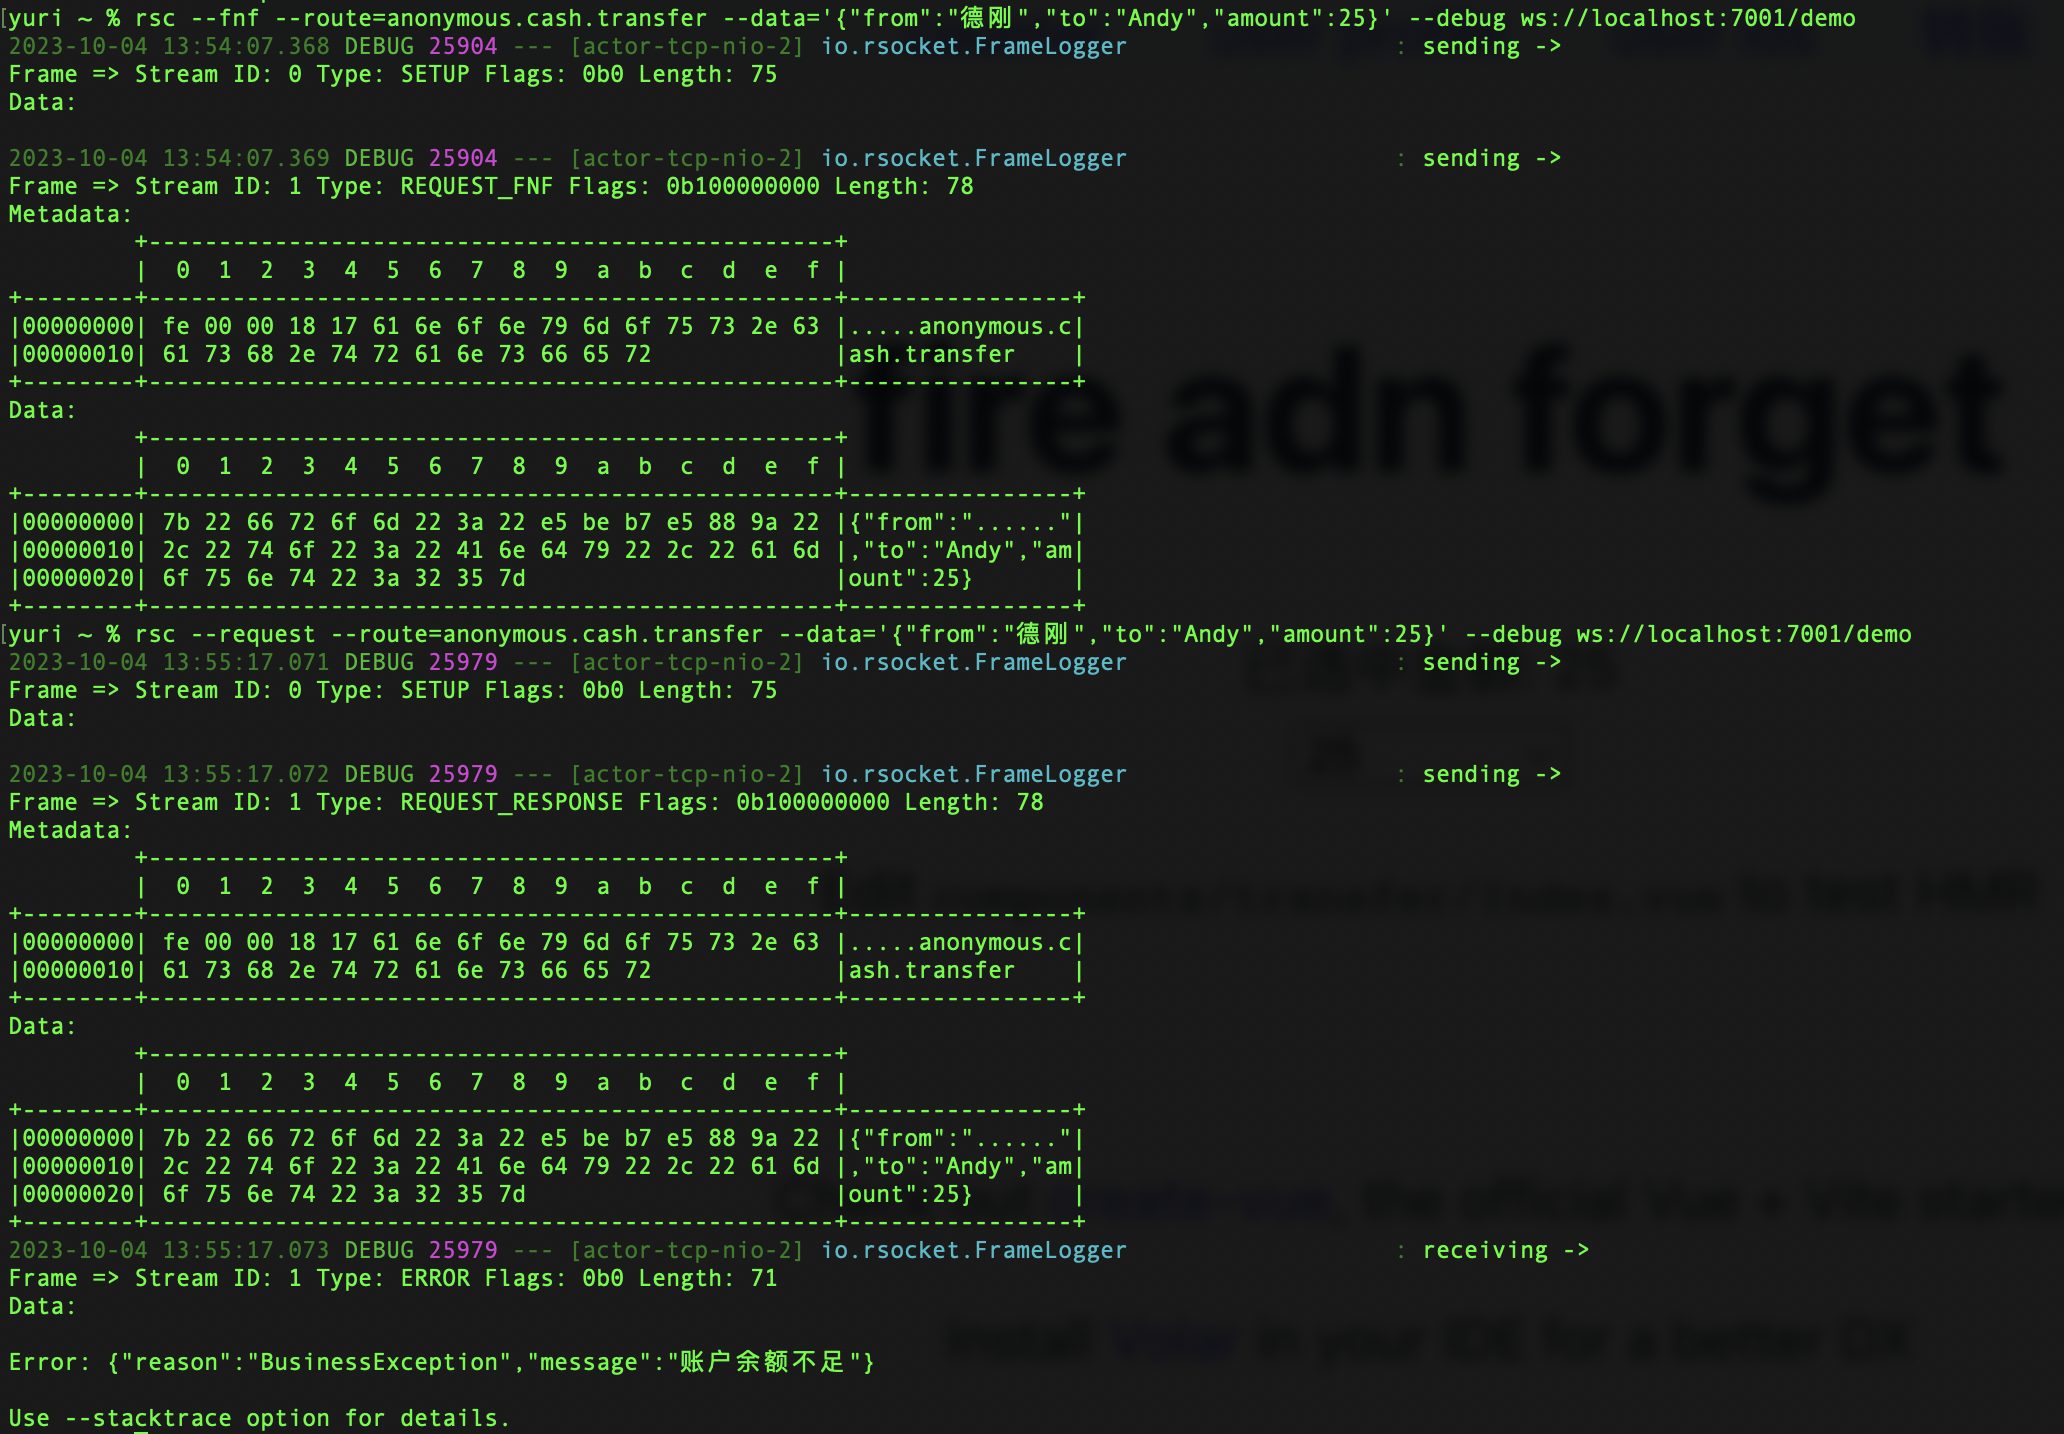 yuri ~ % rsc --fnf --route=anonymous.cash.transfer --data='{"from":"德刚","to":"Andy","amount":25}' --debug ws://localhost:7001/demo
2023-10-04 13:54:07.368 DEBUG 25904 --- [actor-tcp-nio-2] io.rsocket.FrameLogger : sending ->
Frame => Stream ID: 0 Type: SETUP Flags: 0b0 Length: 75
Data:
2023-10-04 13:54:07.369 DEBUG 25904 --- [actor-tcp-nio-2] io.rsocket.FrameLogger : sending ->
Frame => Stream ID: 1 Type: REQUEST_FNF Flags: 0b100000000 Length: 78
Metadata:
+-------------------------------------------------+
| 0 1 2 3 4 5 6 7 8 9 a b c d e f |
+--------+-------------------------------------------------+----------------+
|00000000| fe 00 00 18 17 61 6e 6f 6e 79 6d 6f 75 73 2e 63 |.....anonymous.c|
|00000010| 61 73 68 2e 74 72 61 6e 73 66 65 72 |ash.transfer |
+--------+-------------------------------------------------+----------------+
fire adn forget
Data:
+-------------------------------------------------+
| 0 1 2 3 4 5 6 7 8 9 a b c d e f |
+--------+-------------------------------------------------+----------------+
|00000000| 7b 22 66 72 6f 6d 22 3a 22 e5 be b7 e5 88 9a 22 |{"from":"......"|
|00000010| 2c 22 74 6f 22 3a 22 41 6e 64 79 22 2c 22 61 6d |,"to":"Andy","am|
|00000020| 6f 75 6e 74 22 3a 32 35 7d |ount":25} |
+--------+-------------------------------------------------+----------------+
yuri ~ % rsc --request --route=anonymous.cash.transfer --data='{"from":"德刚","to":"Andy","amount":25}' --debug ws://localhost:7001/demo
2023-10-04 13:55:17.071 DEBUG 25979 --- [actor-tcp-nio-2] io.rsocket.FrameLogger : sending ->
Frame => Stream ID: 0 Type: SETUP Flags: 0b0 Length: 75
Data:
25
2023-10-04 13:55:17.072 DEBUG 25979 --- [actor-tcp-nio-2] io.rsocket.FrameLogger : sending ->
Frame => Stream ID: 1 Type: REQUEST_RESPONSE Flags: 0b100000000 Length: 78
Metadata:
+-------------------------------------------------+
| 0 1 2 3 4 5 6 7 8 9 a b c d e f |
+--------+-------------------------------------------------+----------------+
|00000000| fe 00 00 18 17 61 6e 6f 6e 79 6d 6f 75 73 2e 63 |.....anonymous.c|
|00000010| 61 73 68 2e 74 72 61 6e 73 66 65 72 |ash.transfer |
+--------+-------------------------------------------------+----------------+
Data:
+-------------------------------------------------+
| 0 1 2 3 4 5 6 7 8 9 a b c d e f |
+--------+-------------------------------------------------+----------------+
|00000000| 7b 22 66 72 6f 6d 22 3a 22 e5 be b7 e5 88 9a 22 |{"from":"......"|
|00000010| 2c 22 74 6f 22 3a 22 41 6e 64 79 22 2c 22 61 6d |,"to":"Andy","am|
|00000020| 6f 75 6e 74 22 3a 32 35 7d |ount":25} |
+--------+-------------------------------------------------+----------------+
2023-10-04 13:55:17.073 DEBUG 25979 --- [actor-tcp-nio-2] io.rsocket.FrameLogger : receiving ->
Frame => Stream ID: 1 Type: ERROR Flags: 0b0 Length: 71
Data:
Install in your IDE for a better DX
Error: {"reason":"BusinessException","message":"账户余额不足"}
Use --stacktrace option for details.